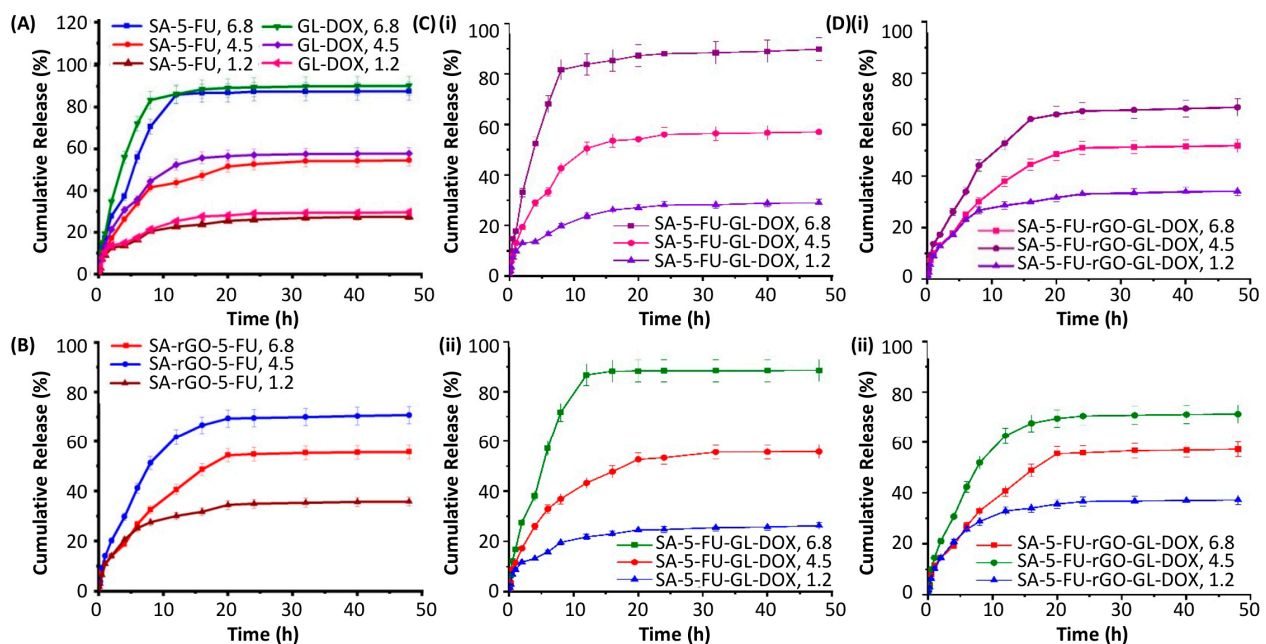 (A)
SA-5-FU, 6.8
SA-5-FU, 4.5
SA-5-FU, 1.2
GL-DOX, 6.8
GL-DOX, 4.5
GL-DOX, 1.2
Cumulative Release (%)
120
100
80
60
40
20
0
0 10 20 30 40 50
Time (h)
(B)
SA-rGO-5-FU, 6.8
SA-rGO-5-FU, 4.5
SA-rGO-5-FU, 1.2
Cumulative Release (%)
100
80
60
40
20
0
0 10 20 30 40 50
Time (h)
(C) (i)
Cumulative Release (%)
100
80
60
40
20
0
SA-5-FU-GL-DOX, 6.8
SA-5-FU-GL-DOX, 4.5
SA-5-FU-GL-DOX, 1.2
0 10 20 30 40 50
Time (h)
(ii)
Cumulative Release (%)
100
80
60
40
20
0
SA-5-FU-GL-DOX, 6.8
SA-5-FU-GL-DOX, 4.5
SA-5-FU-GL-DOX, 1.2
0 10 20 30 40 50
Time (h)
(D) (i)
Cumulative Release (%)
100
80
60
40
20
0
SA-5-FU-rGO-GL-DOX, 6.8
SA-5-FU-rGO-GL-DOX, 4.5
SA-5-FU-rGO-GL-DOX, 1.2
0 10 20 30 40 50
Time (h)
(ii)
Cumulative Release (%)
100
80
60
40
20
0
SA-5-FU-rGO-GL-DOX, 6.8
SA-5-FU-rGO-GL-DOX, 4.5
SA-5-FU-rGO-GL-DOX, 1.2
0 10 20 30 40 50
Time (h)